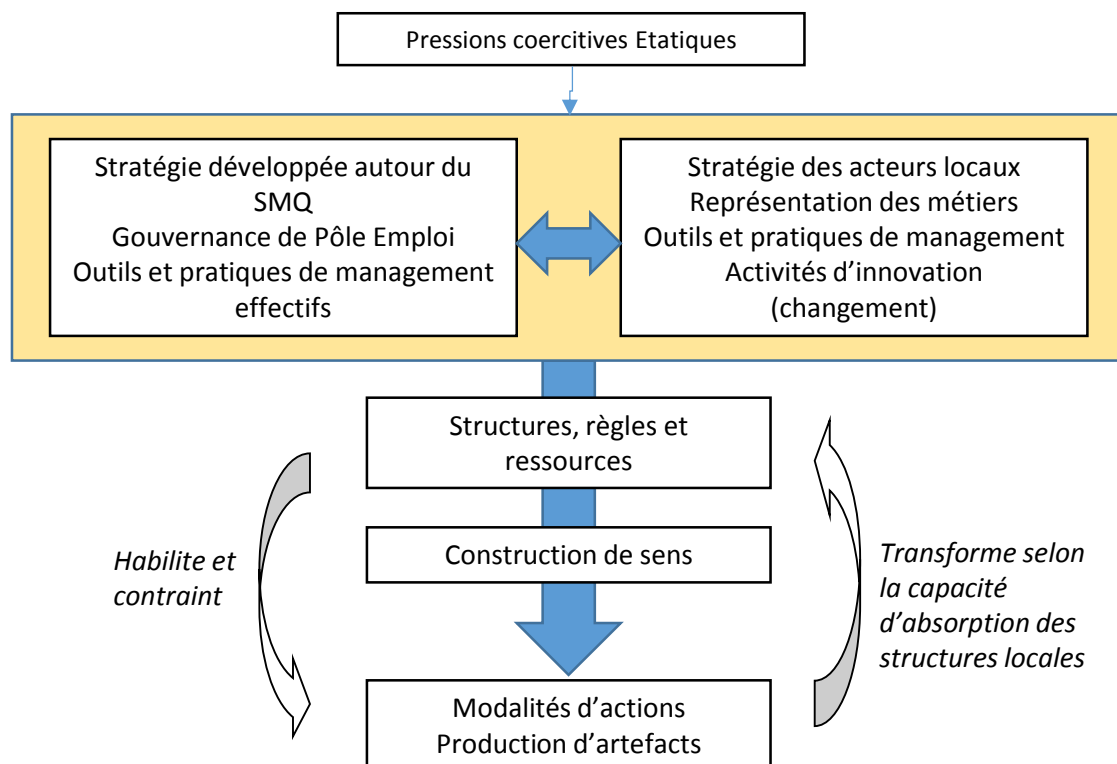 Pressions coercitives Etatiques
Stratégie développée autour du
SMQ
Gouvernance de Pôle Emploi
Outils et pratiques de management
effectifs
Stratégie des acteurs locaux
Représentation des métiers
Outils et pratiques de management
Activités d’innovation
(changement)
Structures, règles et
ressources
Habilite et
contraint
Construction de sens
Transforme selon
la capacité
d’absorption des
structures locales
Modalités d’actions
Production d’artefacts